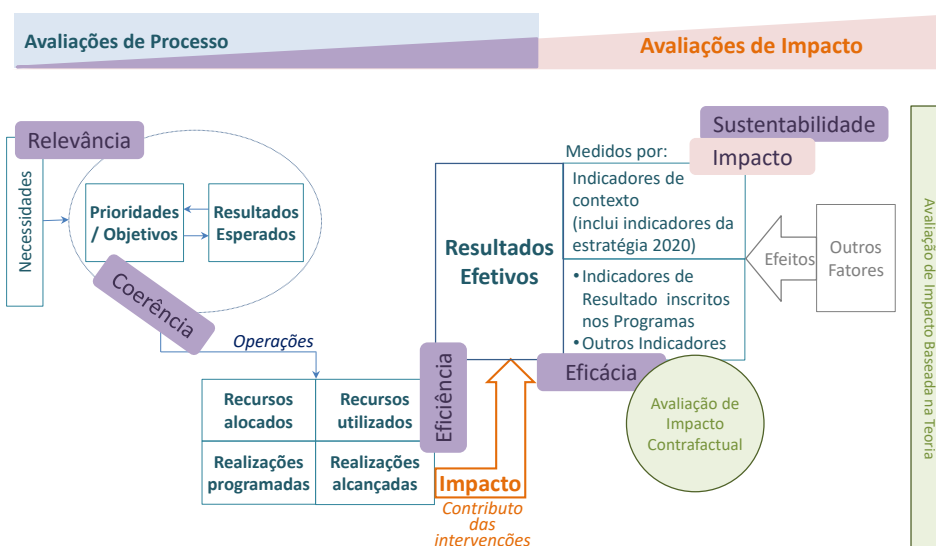 Avaliações de Processo
Avaliações de Impacto
Relevância
Necessidades
Prioridades
/ Objetivos
Resultados
Esperados
Coerência
Operações
Recursos
alocados
Recursos
utilizados
Realizações
programadas
Realizações
alcançadas
Eficiência
Impacto
Contributo
das
intervenções
Resultados
Efetivos
Medidos por:
Indicadores de
contexto
(inclui indicadores da
estratégia 2020)
•Indicadores de
Resultado inscritos
nos Programas
•Outros Indicadores
Eficácia
Sustentabilidade
Impacto
Efeitos
Outros
Fatores
Avaliação de
Impacto
Contrafactual
Avaliação de Impacto Baseada na Teoria